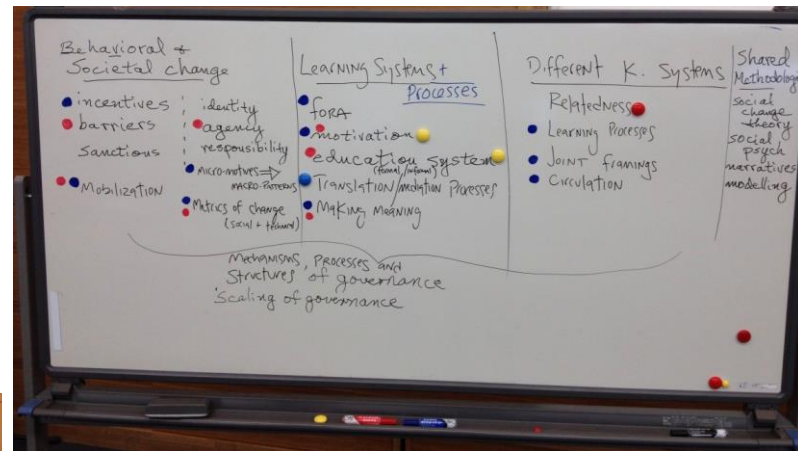 Behavioral &
Societal change
incentives
barriers
Sanctions
Mobilization
identity
agency
responsibility
micro-motives ⇒
MACRO-PATTERNS
Metrics of change
(social +
Learning Systems +
Processes
FORA
motivation
education system
(formal/informal)
Translation/mediation Processes
Making Meaning
Different K. Systems
Relatedness
Learning Processes
JOINT framings
Circulation
Shared
Methodology
social
change
theory
social
psych
narratives
modelling
Mechanisms, Processes and
Structures of governance
Scaling of governance